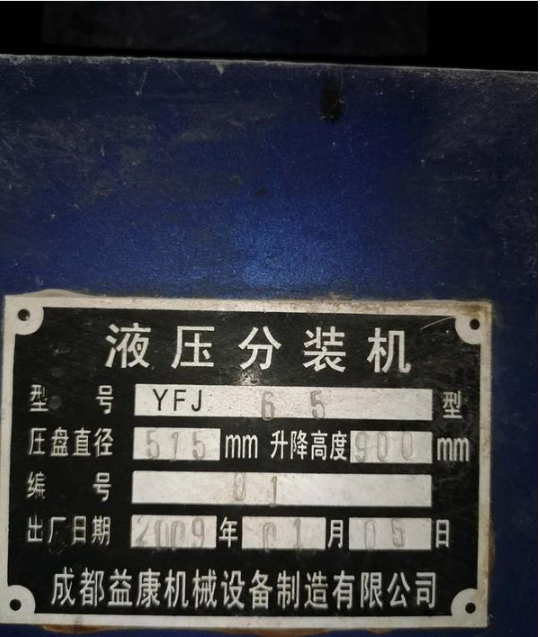 液压分装机
型号 YFJ 65 型
压盘直径 515 mm 升降高度 900 mm
编号 01
出厂日期 2009 年 01 月 05 日
成都益康机械设备制造有限公司